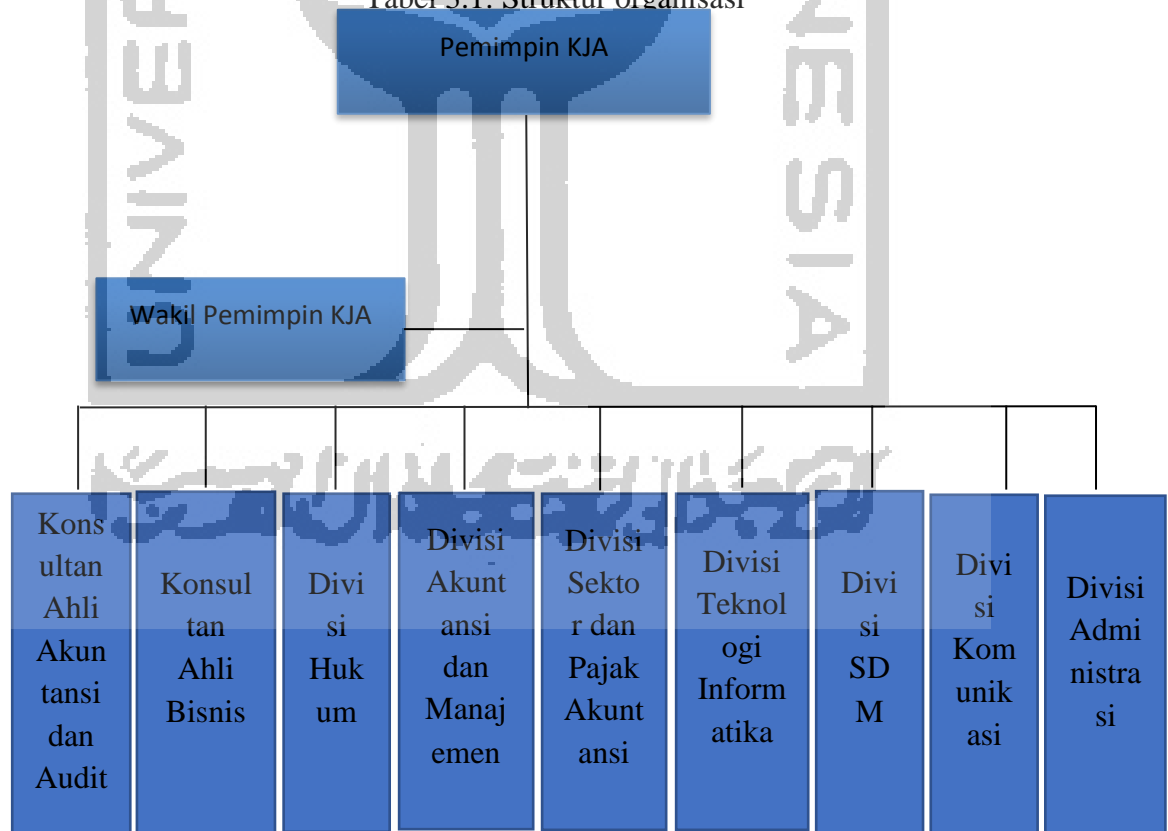 Tabel 3.1. Struktur organisasi
Pemimpin KJA
Wakil Pemimpin KJA
Kons
ultan
Ahli
Akun
tansi
dan
Audit
Konsul
tan
Ahli
Bisnis
Divi
si
Huk
um
Divisi
Akunt
ansi
dan
Manaj
emen
Divisi
Sekto
r dan
Pajak
Akunt
ansi
Divisi
Teknol
ogi
Inform
atika
Divi
si
SD
M
Divi
si
Kom
unik
asi
Divisi
Admi
nistra
si